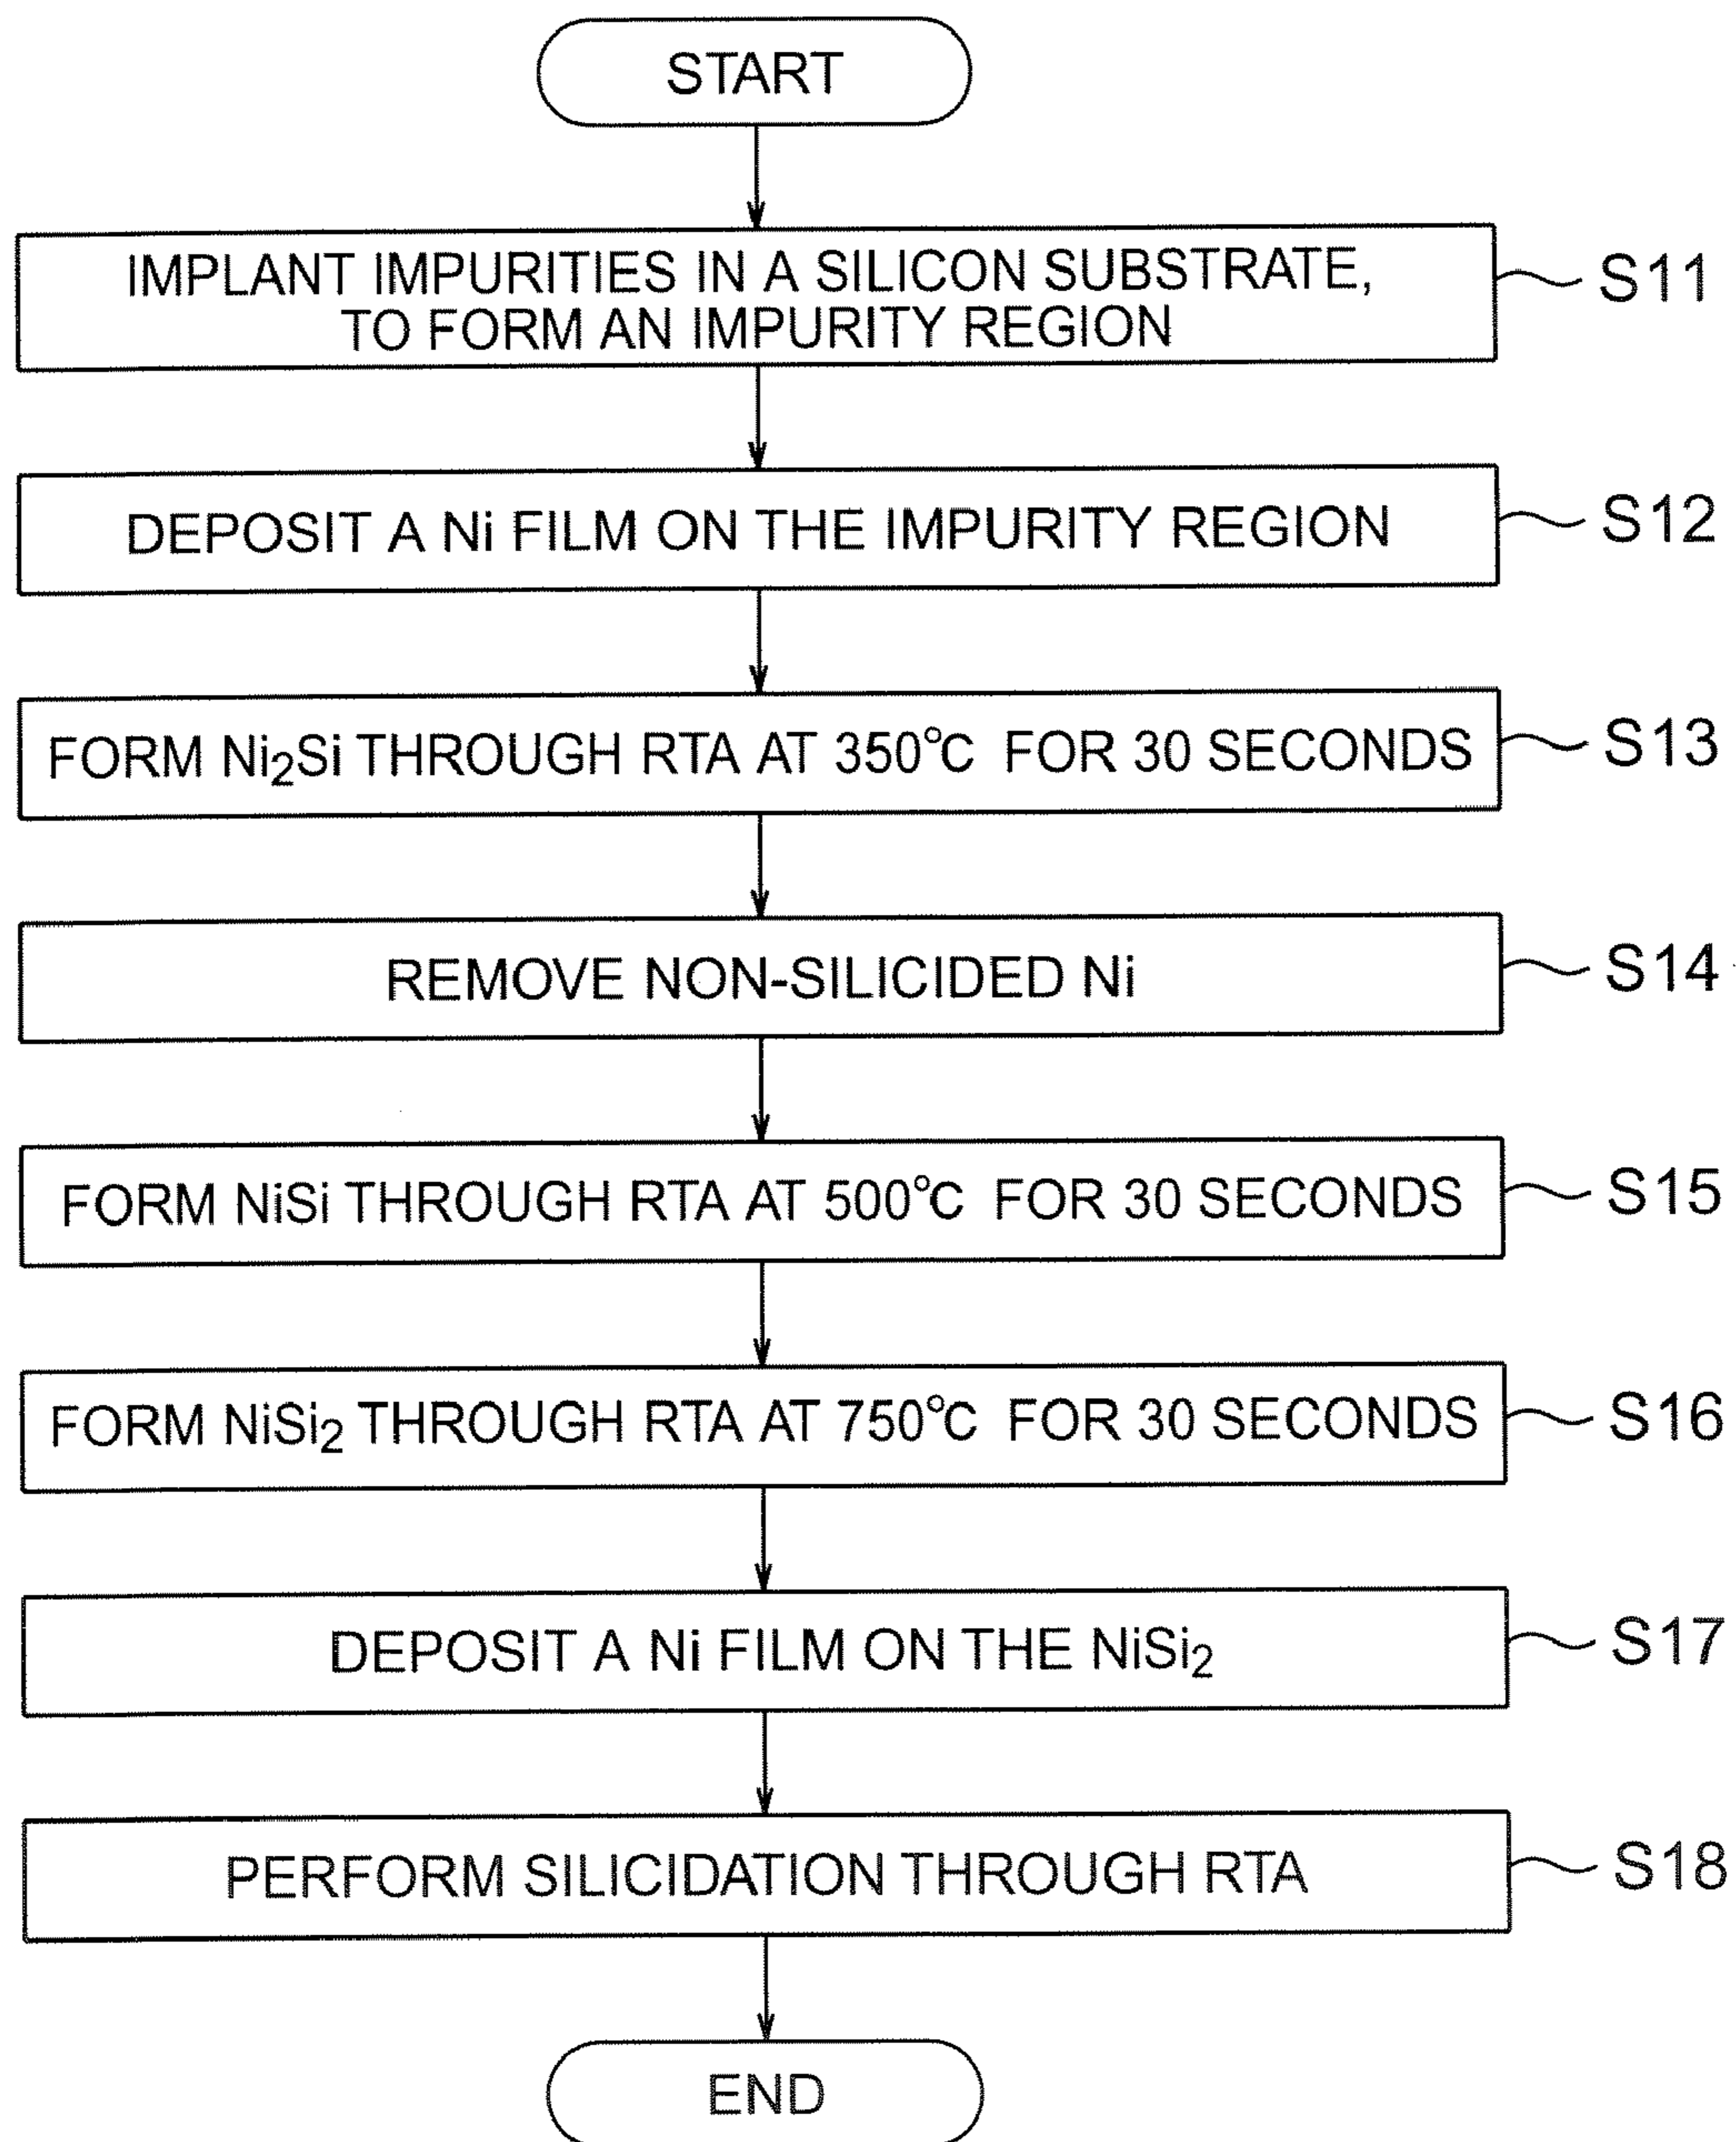 START
IMPLANT IMPURITIES IN A SILICON SUBSTRATE,
TO FORM AN IMPURITY REGION
S11
DEPOSIT A Ni FILM ON THE IMPURITY REGION
S12
FORM Ni₂Si THROUGH RTA AT 350℃ FOR 30 SECONDS
S13
REMOVE NON-SILICIDED Ni
S14
FORM NiSi THROUGH RTA AT 500℃ FOR 30 SECONDS
S15
FORM NiSi₂ THROUGH RTA AT 750℃ FOR 30 SECONDS
S16
DEPOSIT A Ni FILM ON THE NiSi₂
S17
PERFORM SILICIDATION THROUGH RTA
S18
END